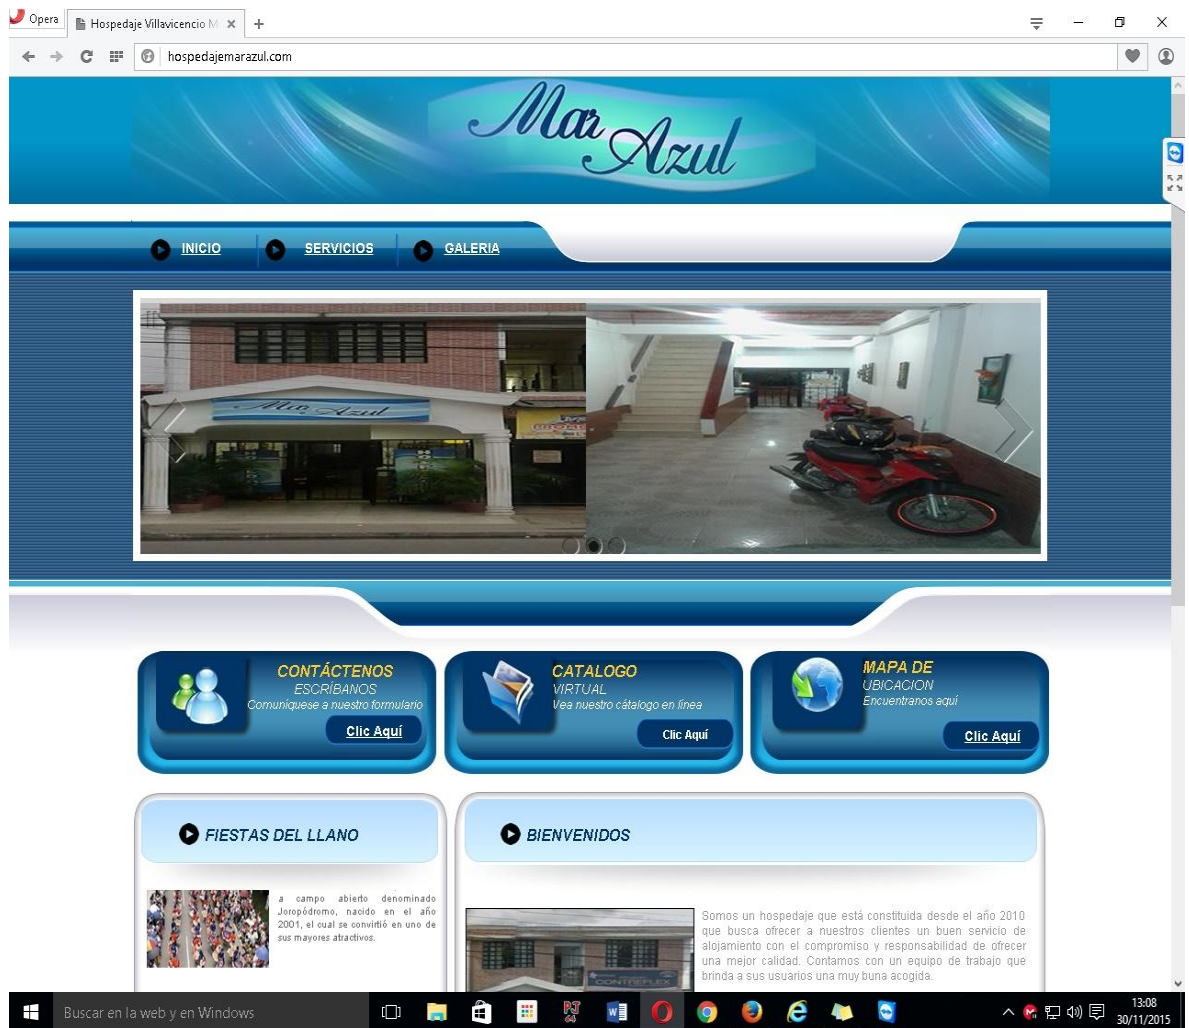 Opera
Hospedaje Villavicencio M
hospedajemarazul.com
Mar Azul
INICIO
SERVICIOS
GALERIA
Mar Azul
CONTÁCTENOS
ESCRÍBANOS
Comuniquese a nuestro formulario
Clic Aquí
CATALOGO
VIRTUAL
Vea nuestro cátalogo en linea
Clic Aquí
MAPA DE
UBICACION
Encuentranos aquí
Clic Aquí
FIESTAS DEL LLANO
a campo abierto denominado
Joropódromo, nacido en el año
2001, el cual se convirtió en uno de
sus mayores atractivos.
BIENVENIDOS
CONTREFLEX
Somos un hospedaje que está constituida desde el año 2010
que busca ofrecer a nuestros clientes un buen servicio de
alojamiento con el compromiso y responsabilidad de ofrecer
una mejor calidad. Contamos con un equipo de trabajo que
brinda a sus usuarios una muy buna acogida.
Buscar en la web y en Windows
13:08
30/11/2015